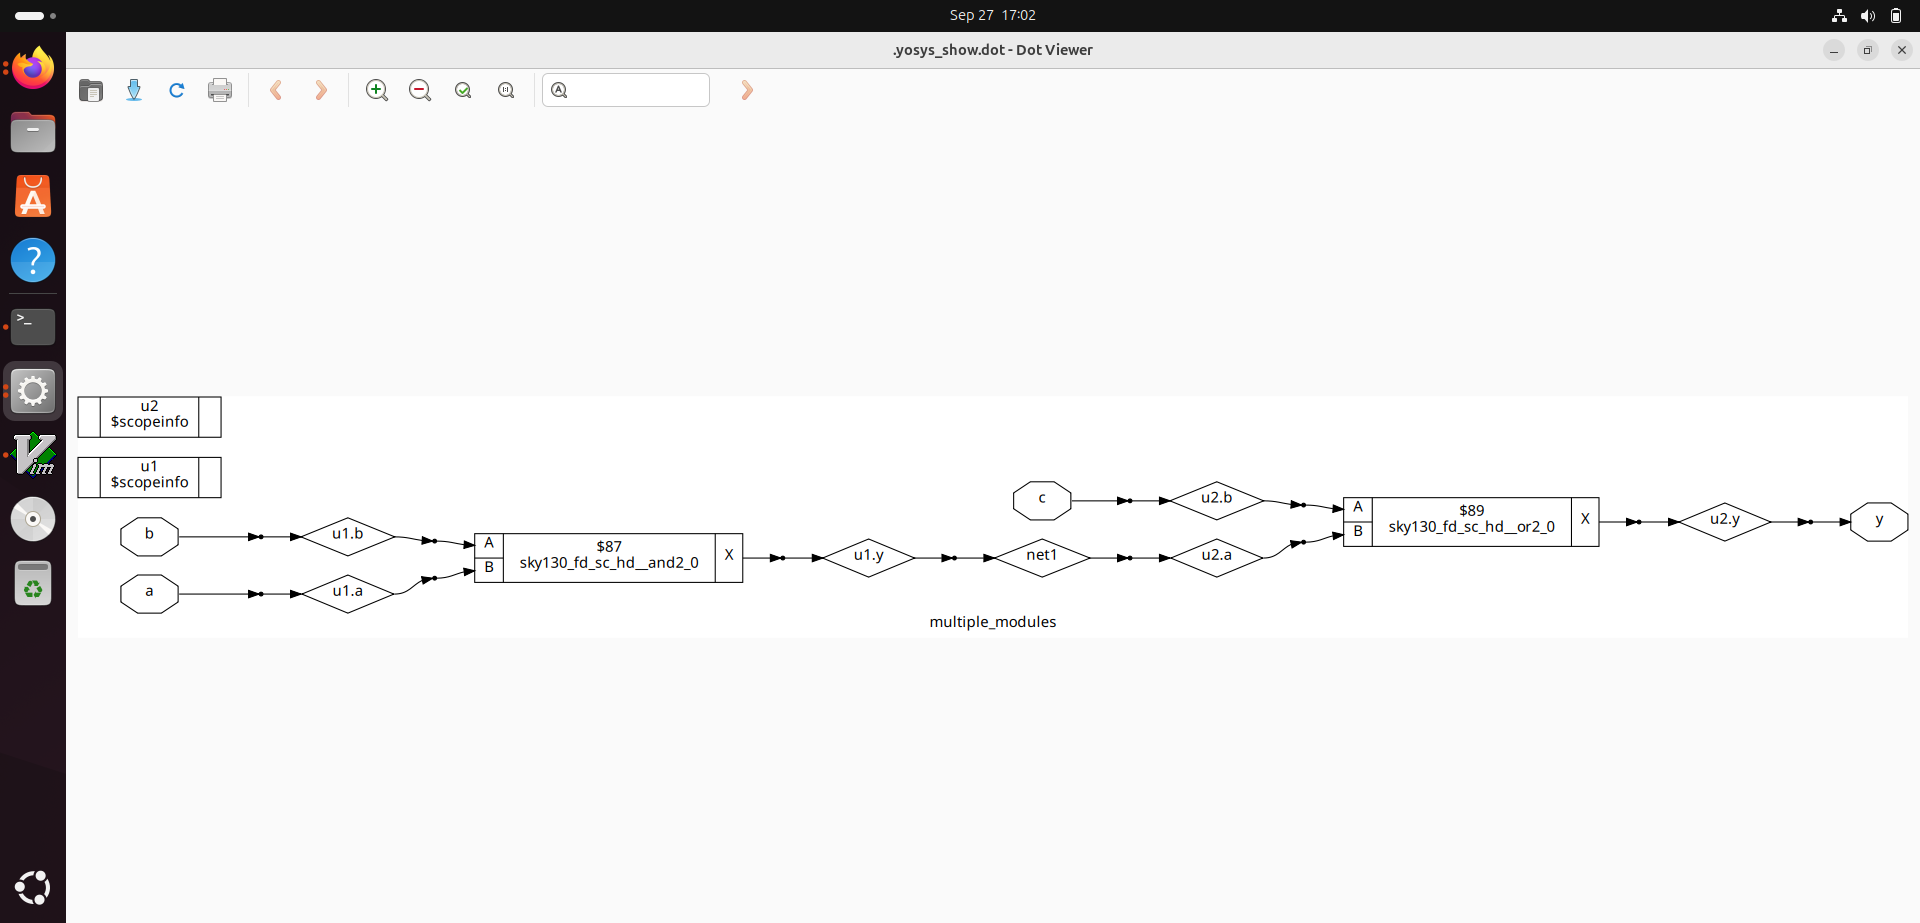 Sep 27 17:02
.yosys_show.dot - Dot Viewer
u2
$scopeinfo
u1
$scopeinfo
b
u1.b
a
u1.a
A
B
$87
sky130_fd_sc_hd__and2_0
X
u1.y
net1
c
u2.b
u2.a
A
B
$89
sky130_fd_sc_hd__or2_0
X
u2.y
y
multiple_modules
>_
?
A
A
Vim